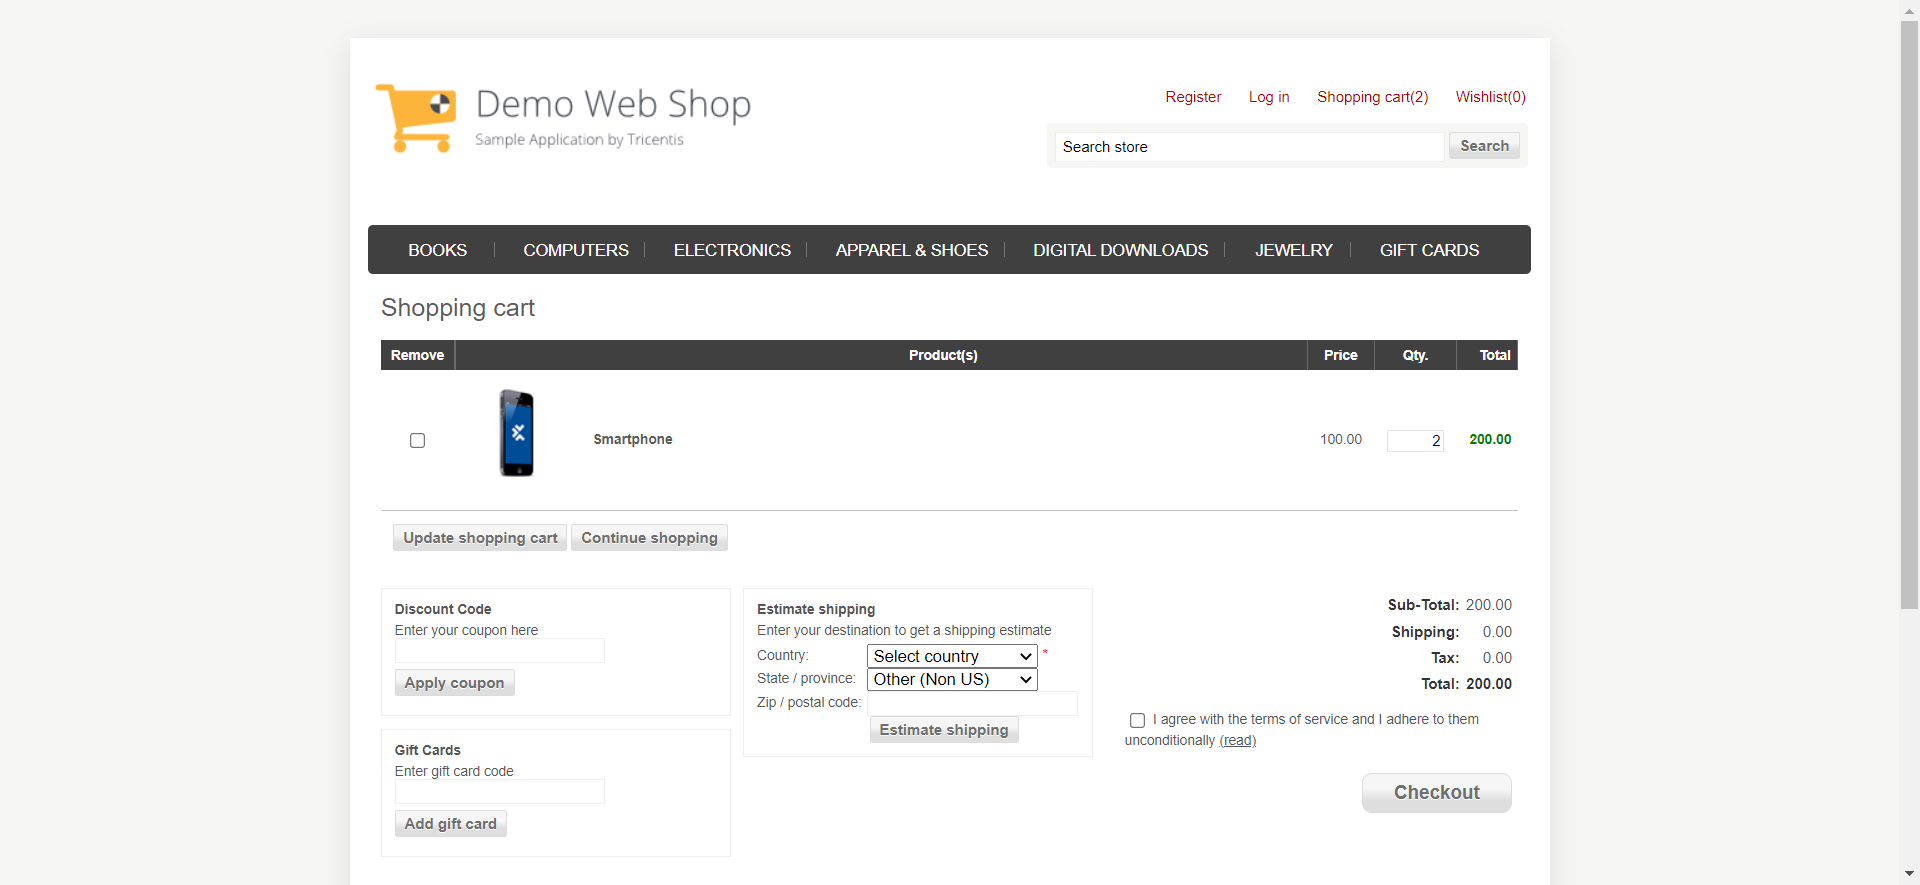 Demo Web Shop
Sample Application by Tricentis
Register Log in Shopping cart(2) Wishlist(0)
Search store Search
BOOKS COMPUTERS ELECTRONICS APPAREL & SHOES DIGITAL DOWNLOADS JEWELRY GIFT CARDS
Shopping cart
Remove Product(s) Price Qty. Total
Smartphone 100.00 2 200.00
Update shopping cart Continue shopping
Discount Code
Enter your coupon here
Apply coupon
Gift Cards
Enter gift card code
Add gift card
Estimate shipping
Enter your destination to get a shipping estimate
Country: Select country *
State / province: Other (Non US)
Zip / postal code:
Estimate shipping
Sub-Total: 200.00
Shipping: 0.00
Tax: 0.00
Total: 200.00
I agree with the terms of service and I adhere to them
unconditionally (read)
Checkout